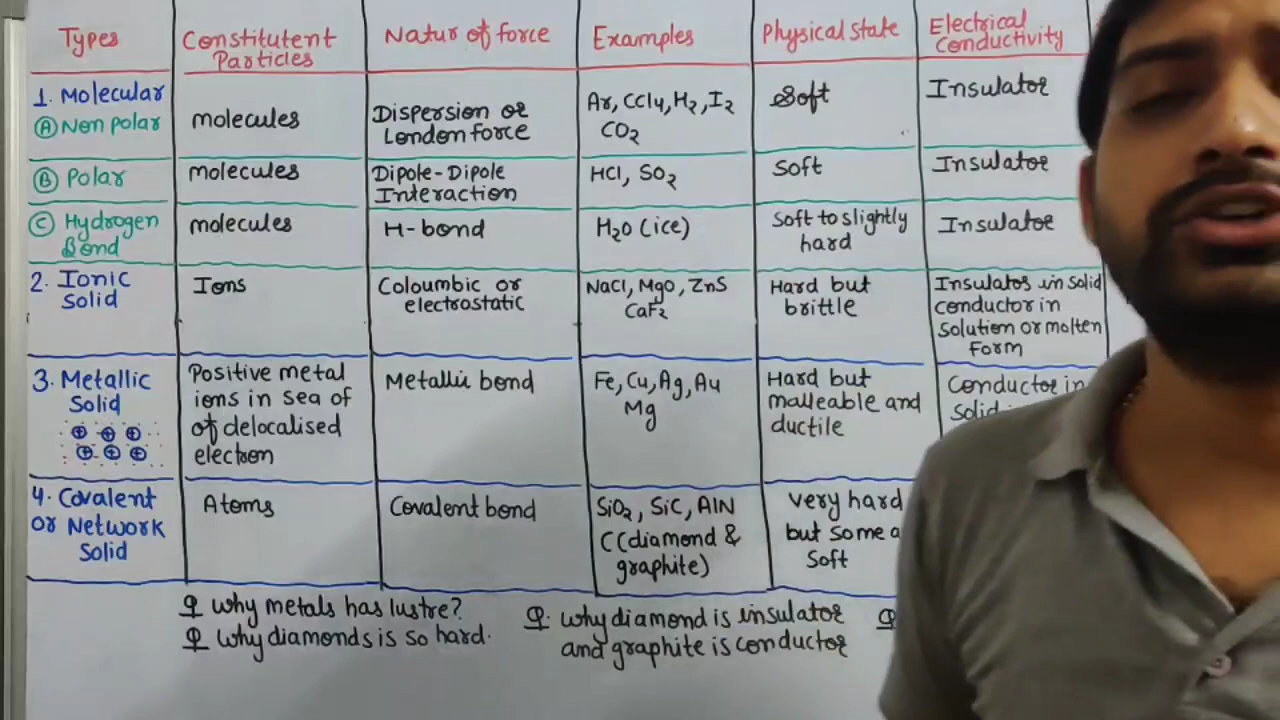 Types
Constitutent
Particles
Natur of force
Examples
Physical state
Electrical
Conductivity
1. Molecular
Ⓐ Non polar
molecules
Dispersion or
London force
Ar, CCl4, H2, I2
CO2
Soft
Insulator
Ⓑ Polar
molecules
Dipole-Dipole
Interaction
HCl, SO2
Soft
Insulator
Ⓒ Hydrogen
Bond
molecules
H-bond
H2O (ice)
Soft to slightly
hard
Insulator
2. Ionic
Solid
Ions
Coloumbic or
electrostatic
NaCl, MgO, ZnS
CaF2
Hard but
brittle
Insulator in solid
conductor in
solution or molten
form
3. Metallic
Solid
Positive metal
ions in sea of
of delocalised
electron
Metallic bond
Fe, Cu, Ag, Au
Mg
Hard but
malleable and
ductile
Conductor in
solid
4. Covalent
or Network
Solid
Atoms
Covalent bond
SiO2, SiC, AlN
C(diamond &
graphite)
very hard
but some a
soft
Q why metals has lustre?
Q why diamonds is so hard.
Q: why diamond is insulator
and graphite is conductor
Q